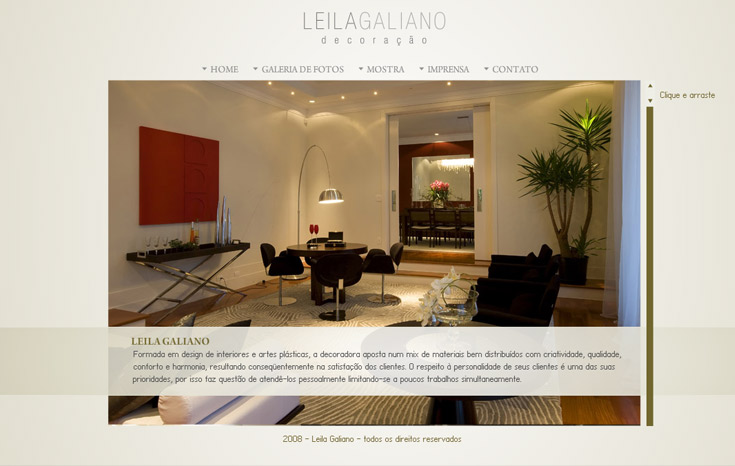 LEILAGALIANO
decoração
HOME GALERIA DE FOTOS MOSTRA IMPRENSA CONTATO
Clique e arraste
LEILA GALIANO
Formada em design de interiores e artes plásticas, a decoradora aposta num mix de materiais bem distribuídos com criatividade, qualidade,
conforto e harmonia, resultando conseqüentemente na satisfação dos clientes. O respeito à personalidade de seus clientes é uma das suas
prioridades, por isso faz questão de atendê-los pessoalmente limitando-se a poucos trabalhos simultaneamente.
2008 - Leila Galiano - todos os direitos reservados